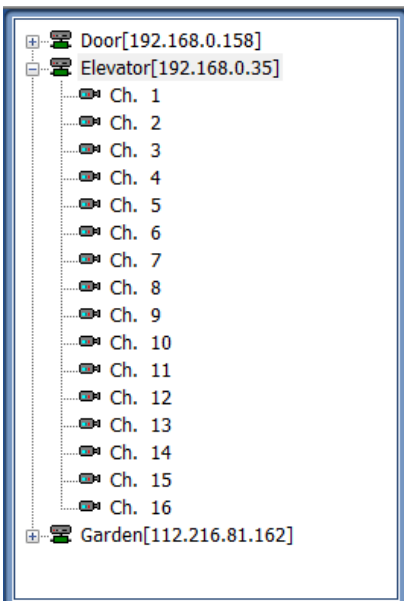 Door[192.168.0.158]
Elevator[192.168.0.35]
Ch. 1
Ch. 2
Ch. 3
Ch. 4
Ch. 5
Ch. 6
Ch. 7
Ch. 8
Ch. 9
Ch. 10
Ch. 11
Ch. 12
Ch. 13
Ch. 14
Ch. 15
Ch. 16
Garden[112.216.81.162]